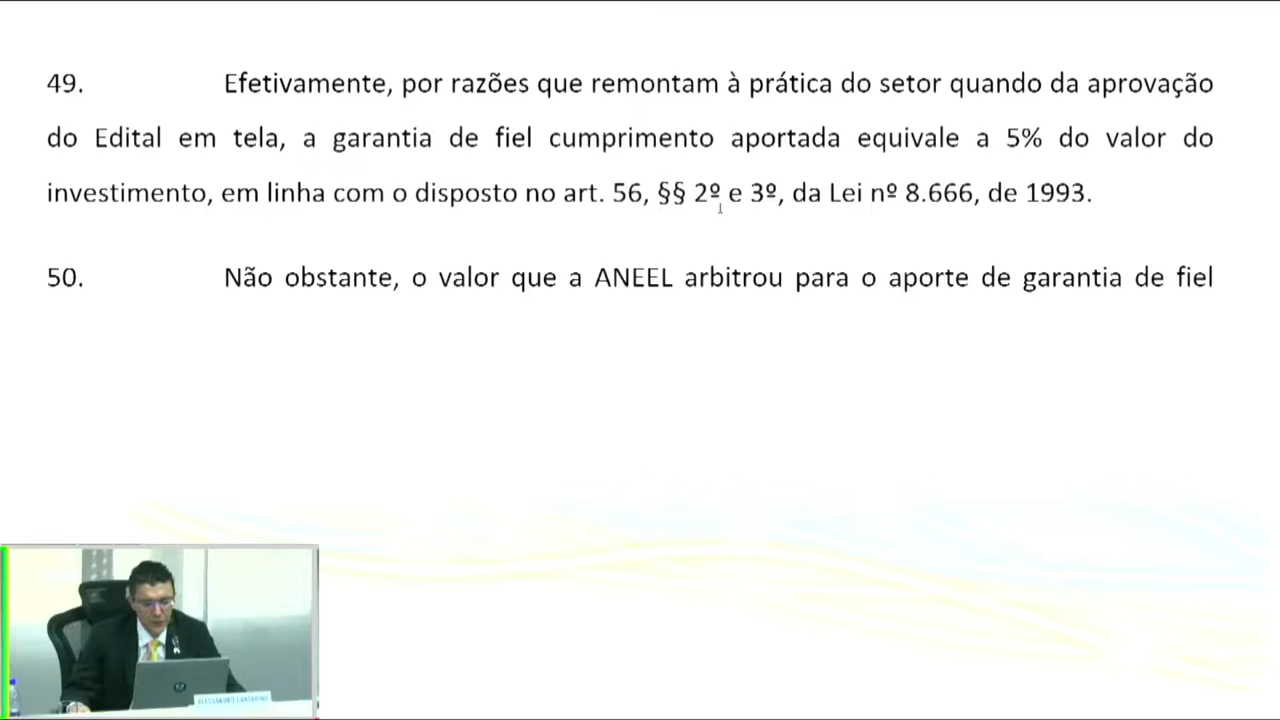 49. Efetivamente, por razões que remontam à prática do setor quando da aprovação
do Edital em tela, a garantia de fiel cumprimento aportada equivale a 5% do valor do
investimento, em linha com o disposto no art. 56, §§ 2º e 3º, da Lei nº 8.666, de 1993.
50. Não obstante, o valor que a ANEEL arbitrou para o aporte de garantia de fiel
ALESSANDRO CANTARINO